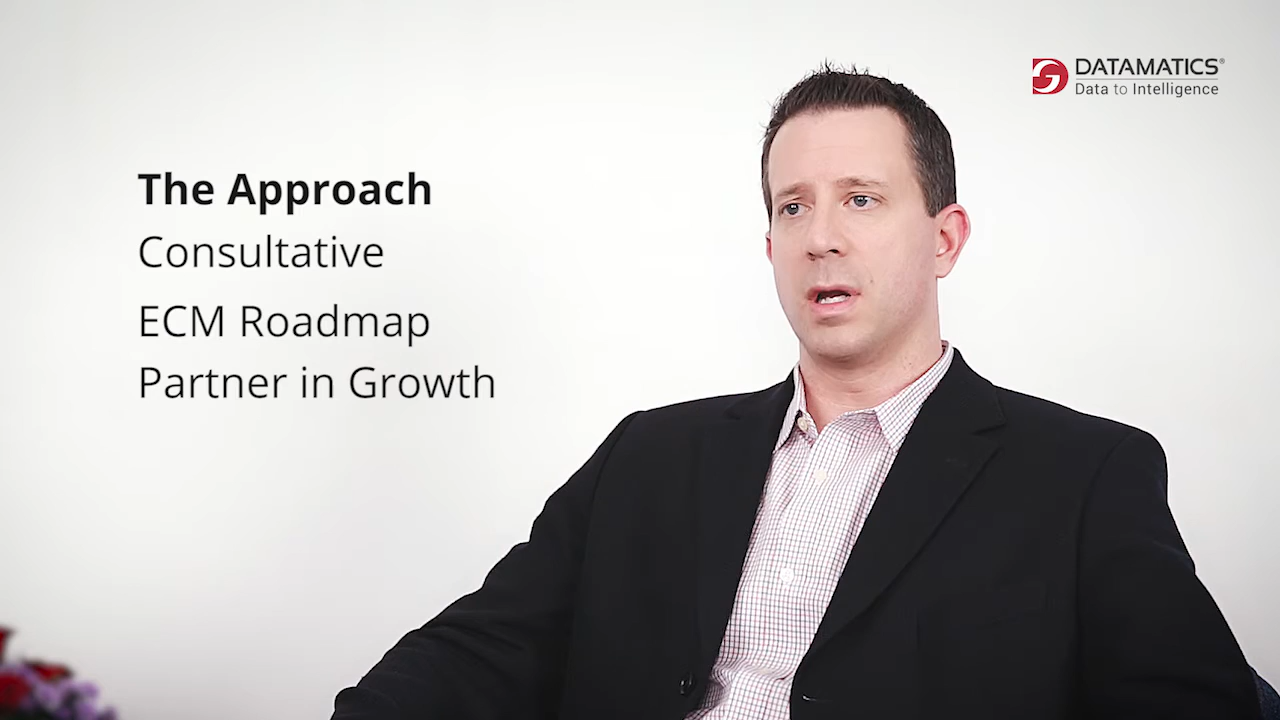 DATAMATICS®
Data to Intelligence
The Approach
Consultative
ECM Roadmap
Partner in Growth